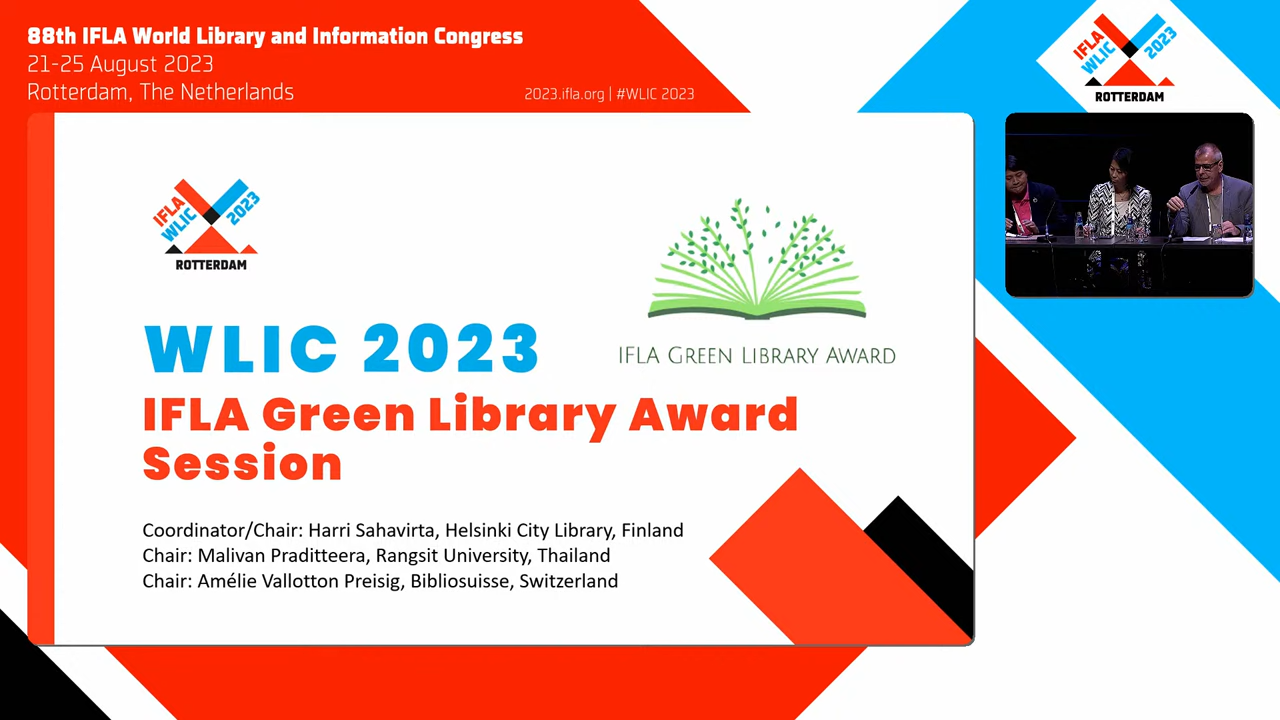 88th IFLA World Library and Information Congress
21-25 August 2023
Rotterdam, The Netherlands
2023.ifla.org | #WLIC 2023
IFLA
WLIC
2023
ROTTERDAM
IFLA
WLIC
2023
ROTTERDAM
IFLA GREEN LIBRARY AWARD
WLIC 2023
IFLA Green Library Award
Session
Coordinator/Chair: Harri Sahavirta, Helsinki City Library, Finland
Chair: Malivan Praditteera, Rangsit University, Thailand
Chair: Amélie Vallotton Preisig, Bibliosuisse, Switzerland